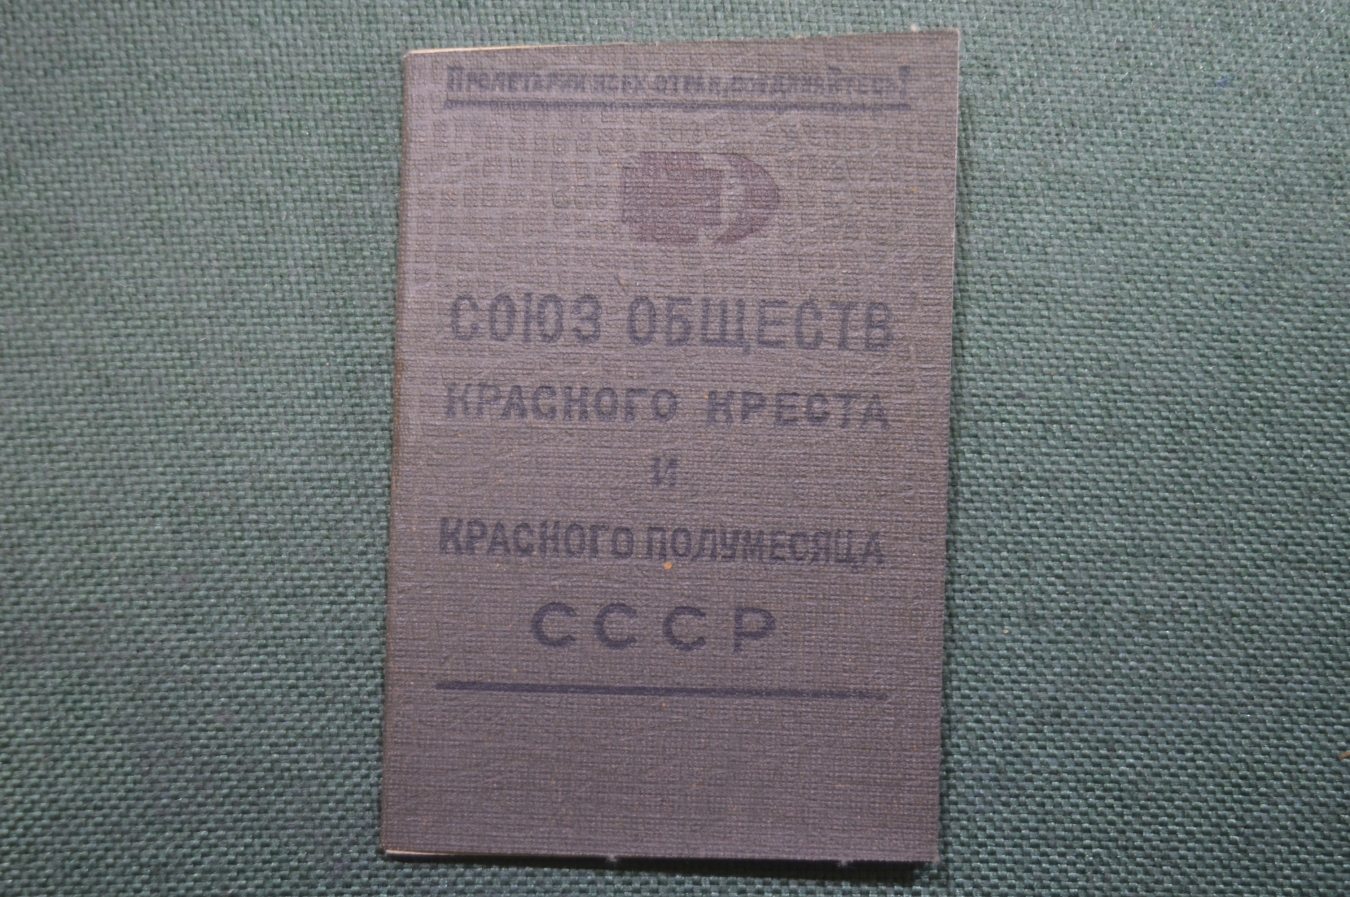 Пролетарии всех стран, соединяйтесь!
СОЮЗ ОБЩЕСТВ
КРАСНОГО КРЕСТА
И
КРАСНОГО ПОЛУМЕСЯЦА
СССР